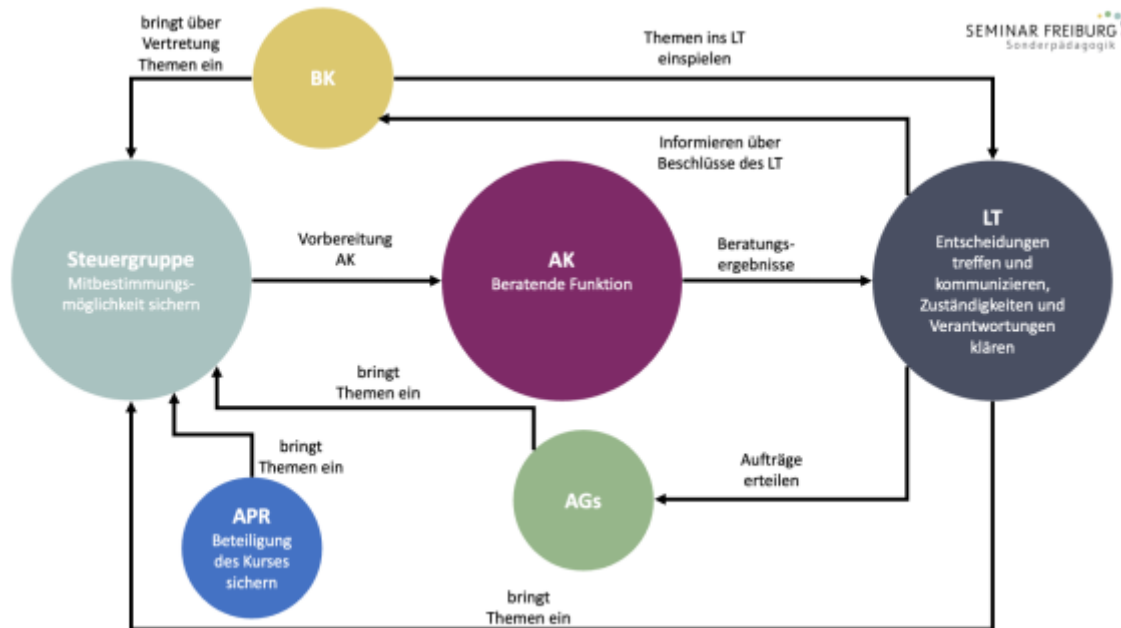 bringt über
Vertretung
Themen ein
BK
Themen ins LT
einspielen
SEMINAR FREIBURG
Sonderpädagogik
Informieren über
Beschlüsse des LT
Steuergruppe
Mitbestimmungs-
möglichkeit sichern
Vorbereitung
AK
AK
Beratende Funktion
Beratungs-
ergebnisse
LT
Entscheidungen
treffen und
kommunizieren,
Zuständigkeiten und
Verantwortungen
klären
bringt
Themen ein
bringt
Themen ein
APR
Beteiligung
des Kurses
sichern
AGs
Aufträge
erteilen
bringt
Themen ein